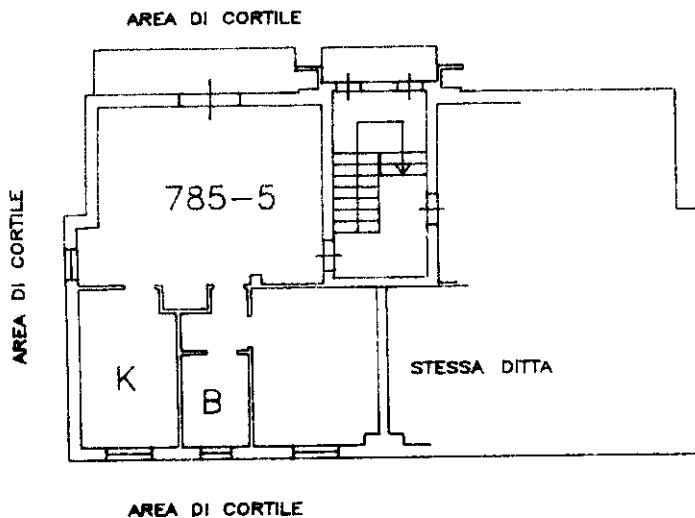 AREA DI CORTILE
785-5
AREA DI CORTILE
K
B
STESSA DITTA
AREA DI CORTILE